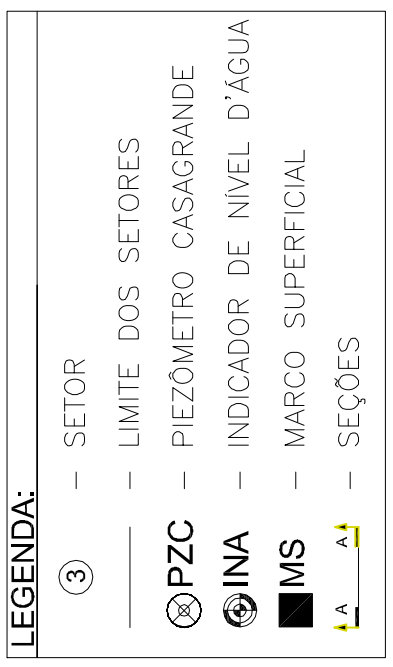 LEGENDA:
3 - SETOR
- LIMITE DOS SETORES
PZC - PIEZÔMETRO CASAGRANDE
INA - INDICADOR DE NÍVEL D'ÁGUA
MS - MARCO SUPERFICIAL
A A - SEÇÕES